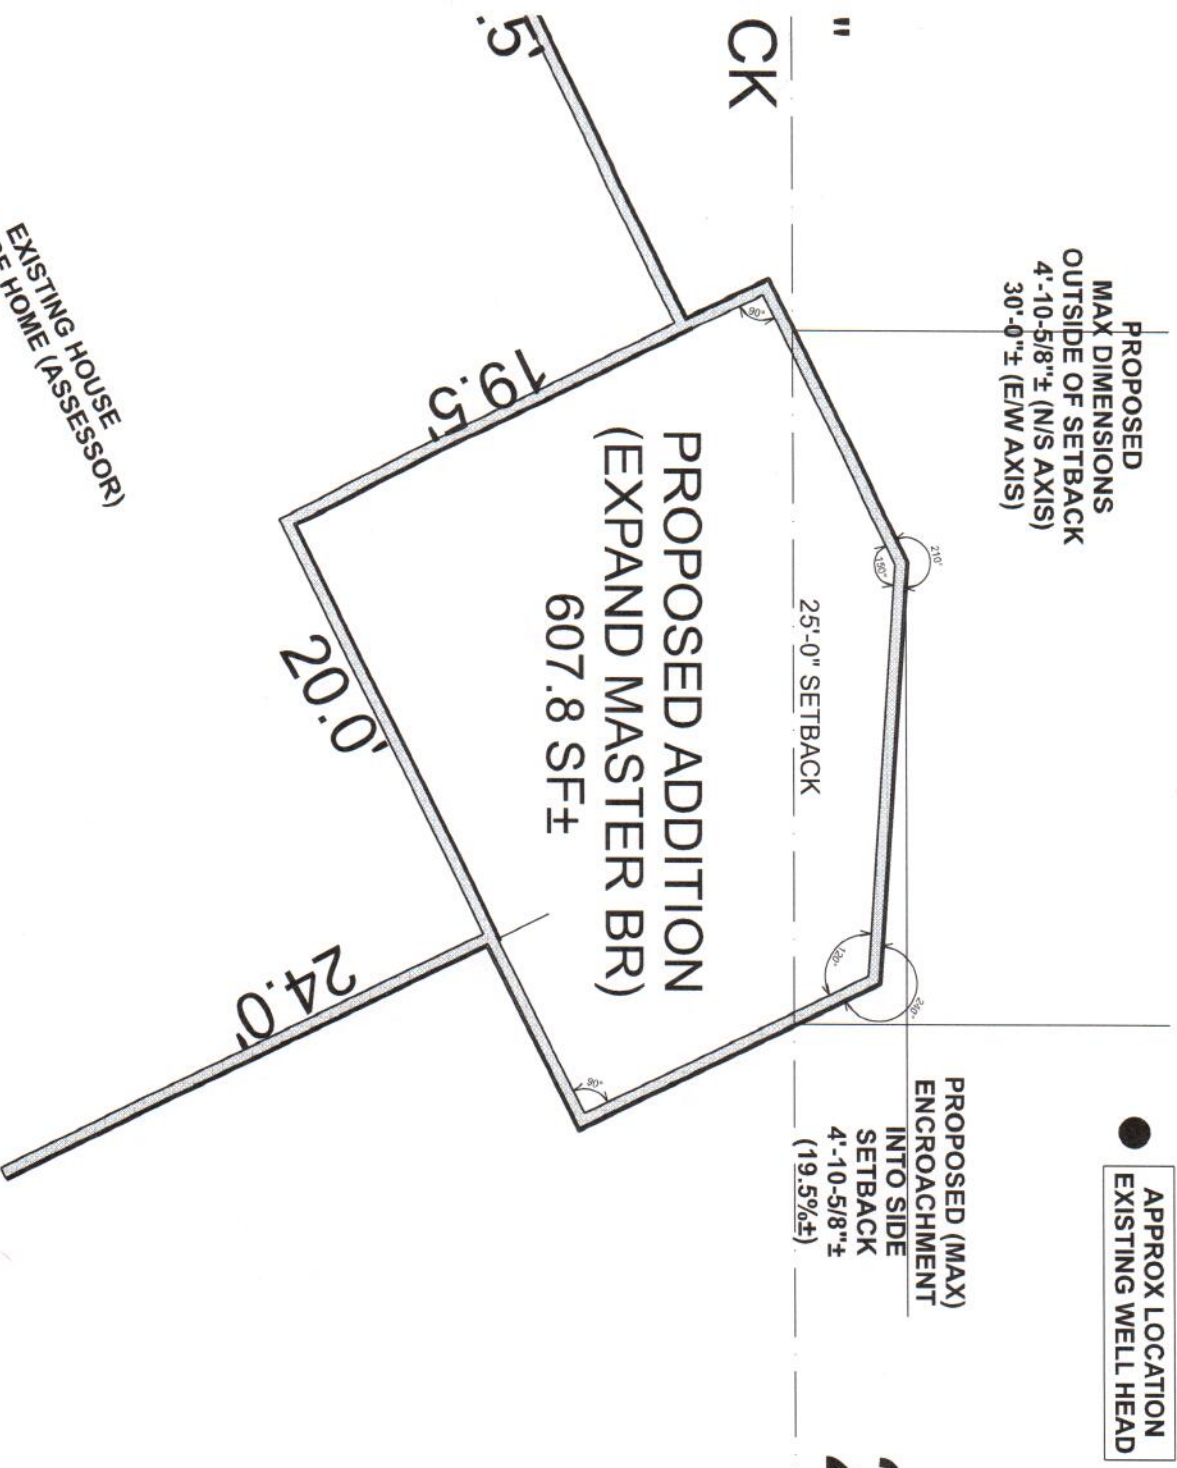 PROPOSED
MAX DIMENSIONS
OUTSIDE OF SETBACK
4'-10-5/8"± (N/S AXIS)
30'-0"± (E/W AXIS)
APPROX LOCATION
EXISTING WELL HEAD
PROPOSED (MAX)
ENCROACHMENT
INTO SIDE
SETBACK
4'-10-5/8"±
(19.5%±)
"
CK
25'-0" SETBACK
210°
150°
120°
240°
90°
90°
PROPOSED ADDITION
(EXPAND MASTER BR)
607.8 SF±
.5'
19.5'
20.0'
24.0'
EXISTING HOUSE
HOME (ASSESSOR)